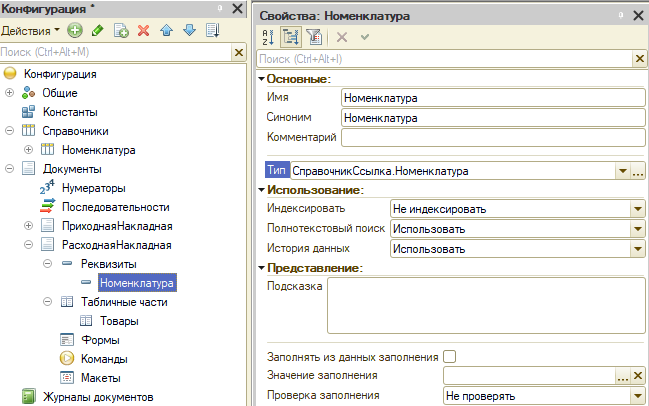 Конфигурация *
Действия
Поиск (Ctrl+Alt+M)
Конфигурация
Общие
Константы
Справочники
Номенклатура
Документы
Нумераторы
Последовательности
ПриходнаяНакладная
РасходнаяНакладная
Реквизиты
Номенклатура
Табличные части
Товары
Формы
Команды
Макеты
Журналы документов
Свойства: Номенклатура
Поиск (Ctrl+Alt+I)
Основные:
Имя Номенклатура
Синоним Номенклатура
Комментарий
Тип СправочникСсылка.Номенклатура ...
Использование:
Индексировать Не индексировать
Полнотекстовый поиск Использовать
История данных Использовать
Представление:
Подсказка
Заполнять из данных заполнения
Значение заполнения ...
Проверка заполнения Не проверять